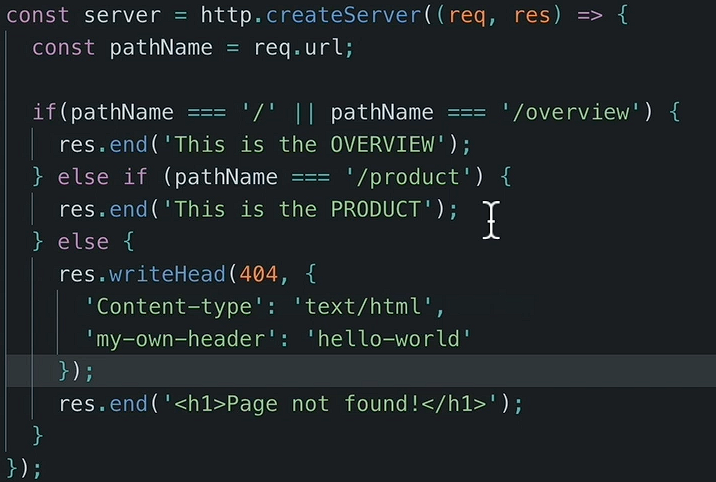 const server = http.createServer((req, res) => {
  const pathName = req.url;

  if(pathName === '/' || pathName === '/overview') {
    res.end('This is the OVERVIEW');
  } else if (pathName === '/product') {
    res.end('This is the PRODUCT');
  } else {
    res.writeHead(404, {
      'Content-type': 'text/html',
      'my-own-header': 'hello-world'
    });
    res.end('<h1>Page not found!</h1>');
  }
});